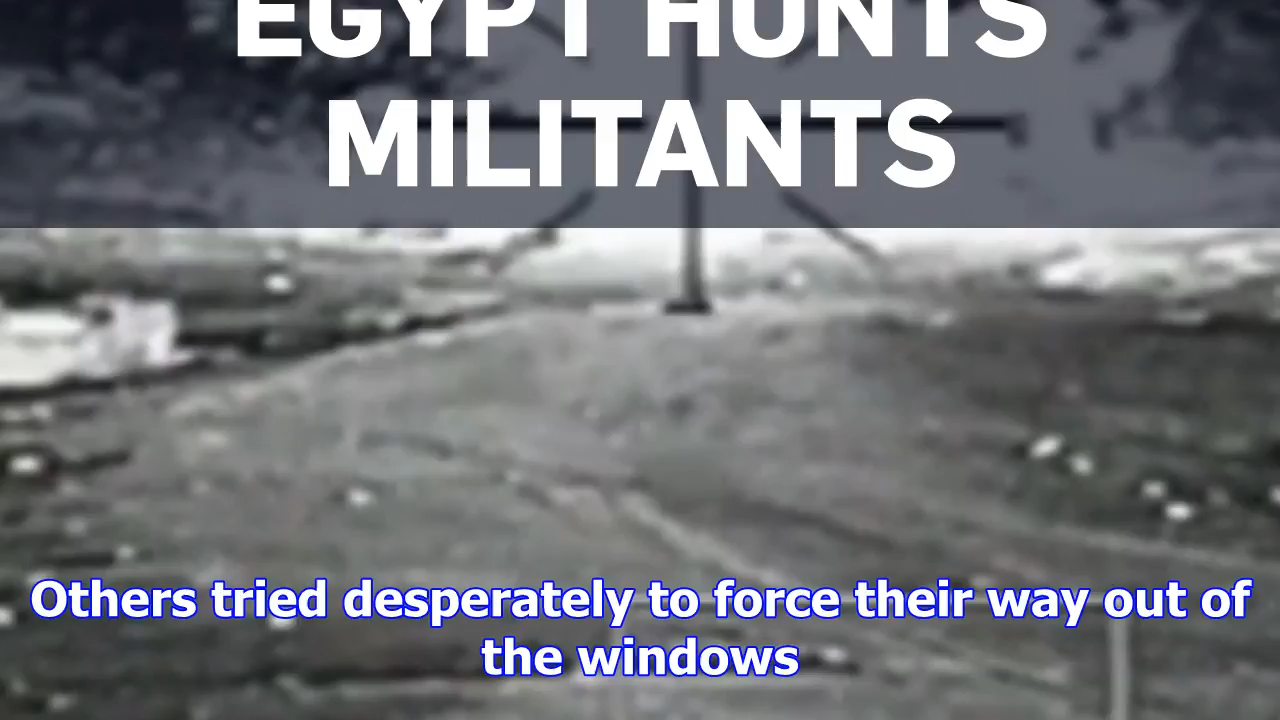 EGYPT HUNTS
MILITANTS
Others tried desperately to force their way out of
the windows